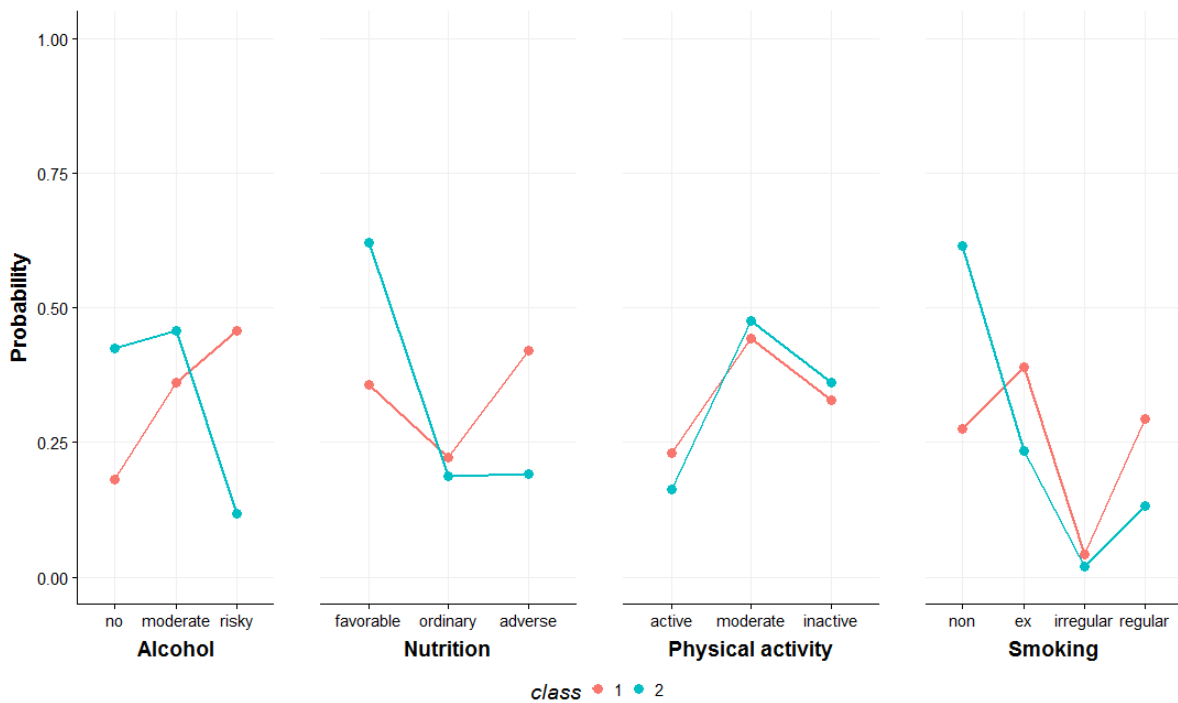 Probability
1.00
0.75
0.50
0.25
0.00
no moderate risky
Alcohol
favorable ordinary adverse
Nutrition
active moderate inactive
Physical activity
non ex irregular regular
Smoking
class 1 2